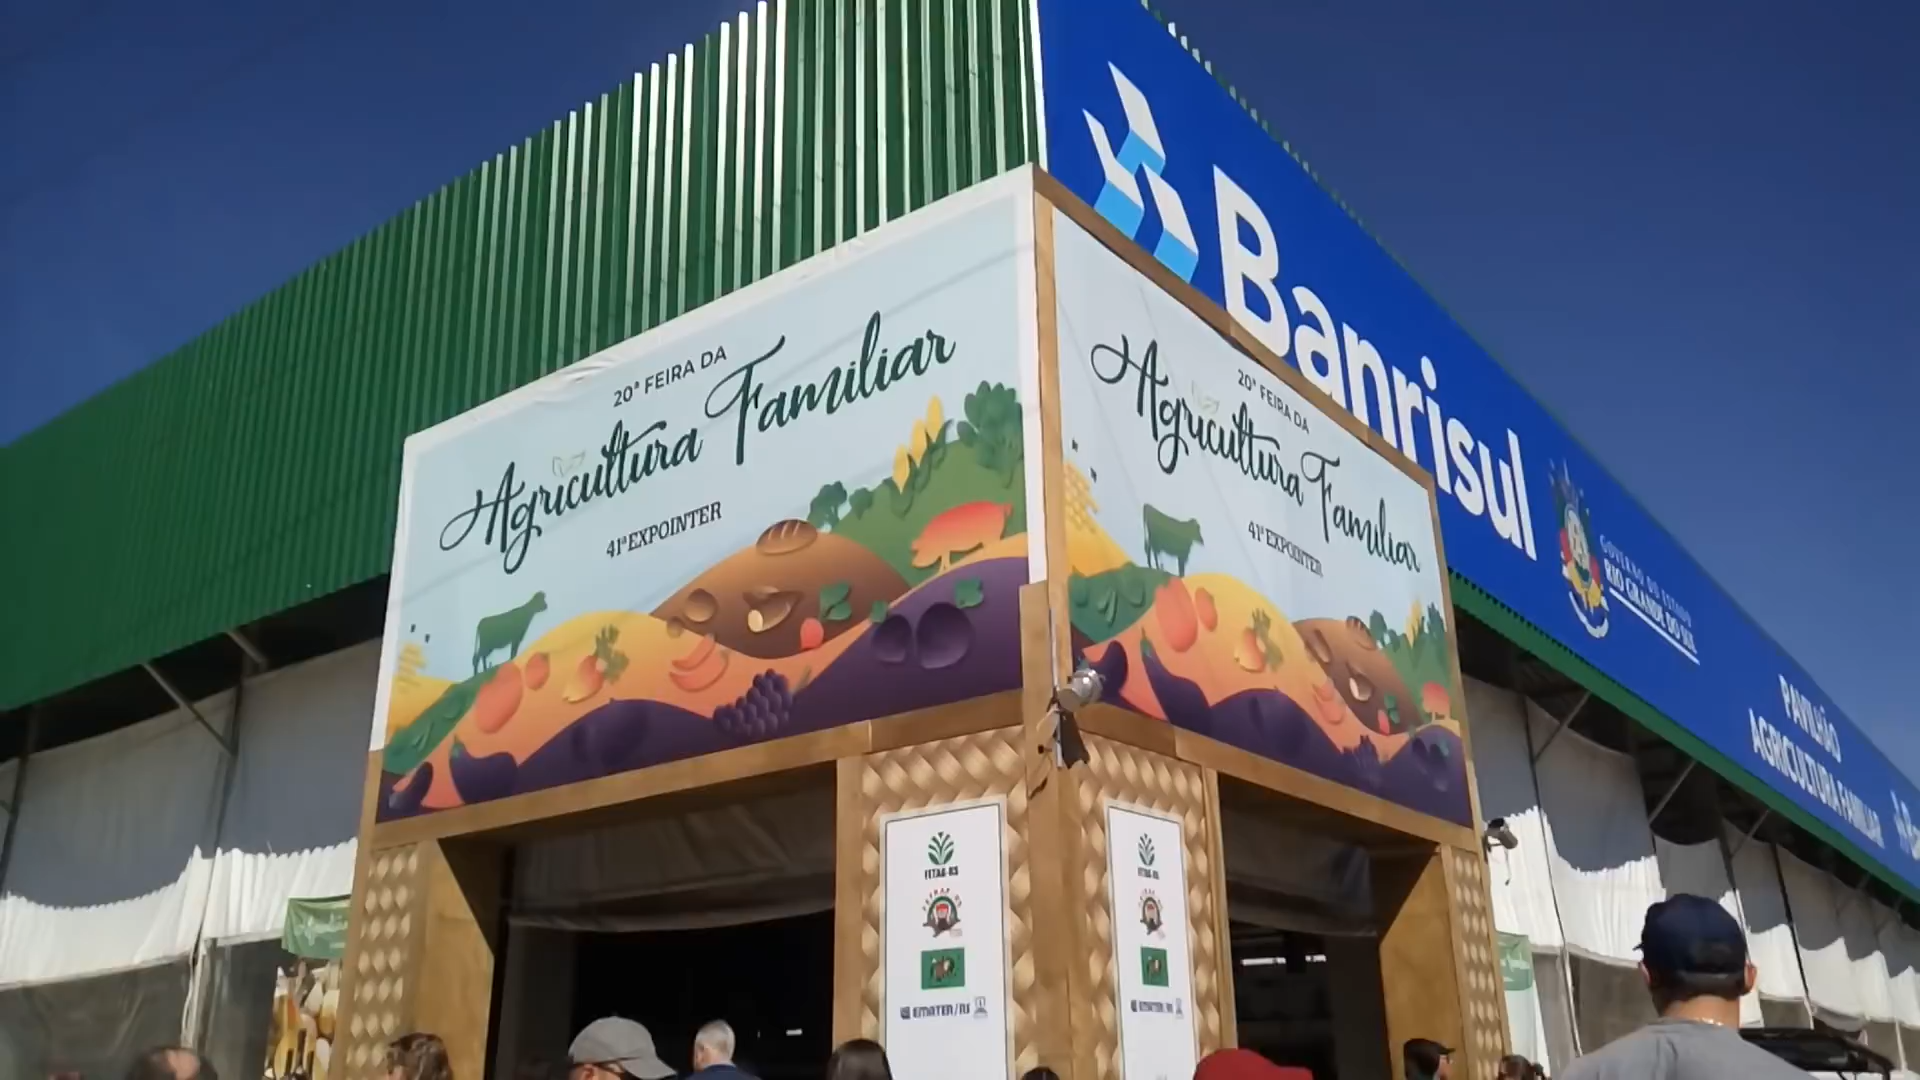 20ª FEIRA DA
Agricultura Familiar
41ª EXPOINTER
20ª FEIRA DA
Agricultura Familiar
41ª EXPOINTER
Banrisul
GOVERNO DO ESTADO
RIO GRANDE DO SUL
PAVILHÃO
AGRICULTURA FAMILIAR
FETAG-RS
EMATER/RS
FETAG-RS
EMATER/RS